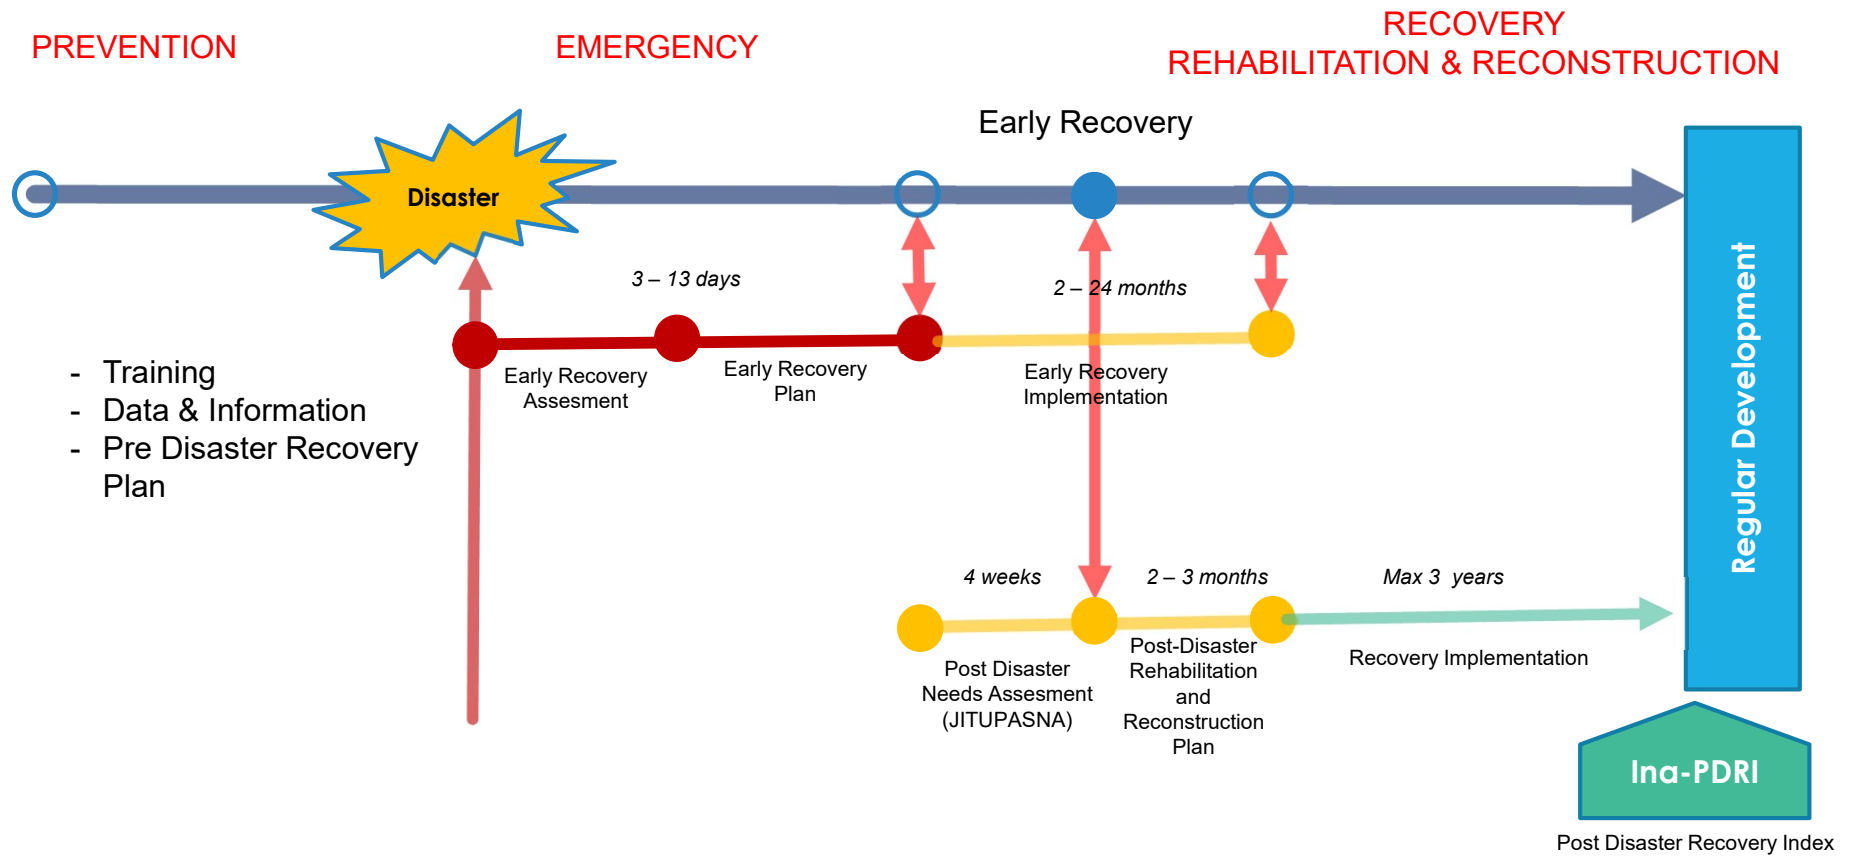 PREVENTION
EMERGENCY
RECOVERY
REHABILITATION & RECONSTRUCTION
Early Recovery
Disaster
3 – 13 days
2 – 24 months
Early Recovery
Assesment
Early Recovery
Plan
Early Recovery
Implementation
- Training
- Data & Information
- Pre Disaster Recovery
Plan
Regular Development
4 weeks
2 – 3 months
Max 3 years
Post Disaster
Needs Assesment
(JITUPASNA)
Post-Disaster
Rehabilitation
and
Reconstruction
Plan
Recovery Implementation
Ina-PDRI
Post Disaster Recovery Index